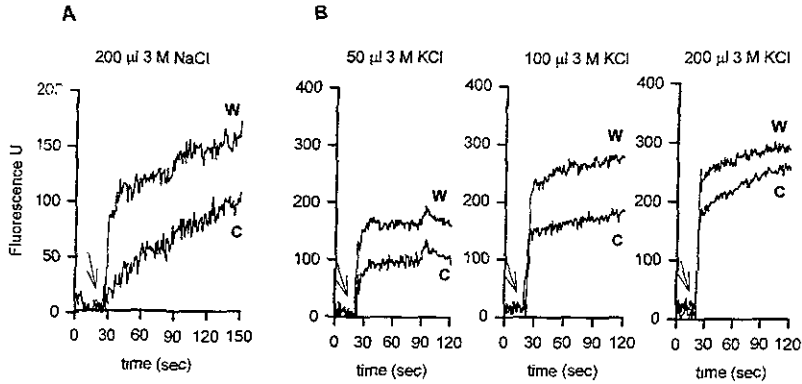 A
200 µl 3 M NaCl
Fluorescence U
200
150
100
50
0
W
C
0 30 60 90 120 150
time (sec)
B
50 µl 3 M KCl
400
300
200
100
0
W
C
0 30 60 90 120
time (sec)
100 µl 3 M KCl
400
300
200
100
0
W
C
0 30 60 90 120
time (sec)
200 µl 3 M KCl
400
300
200
100
0
W
C
0 30 60 90 120
time (sec)